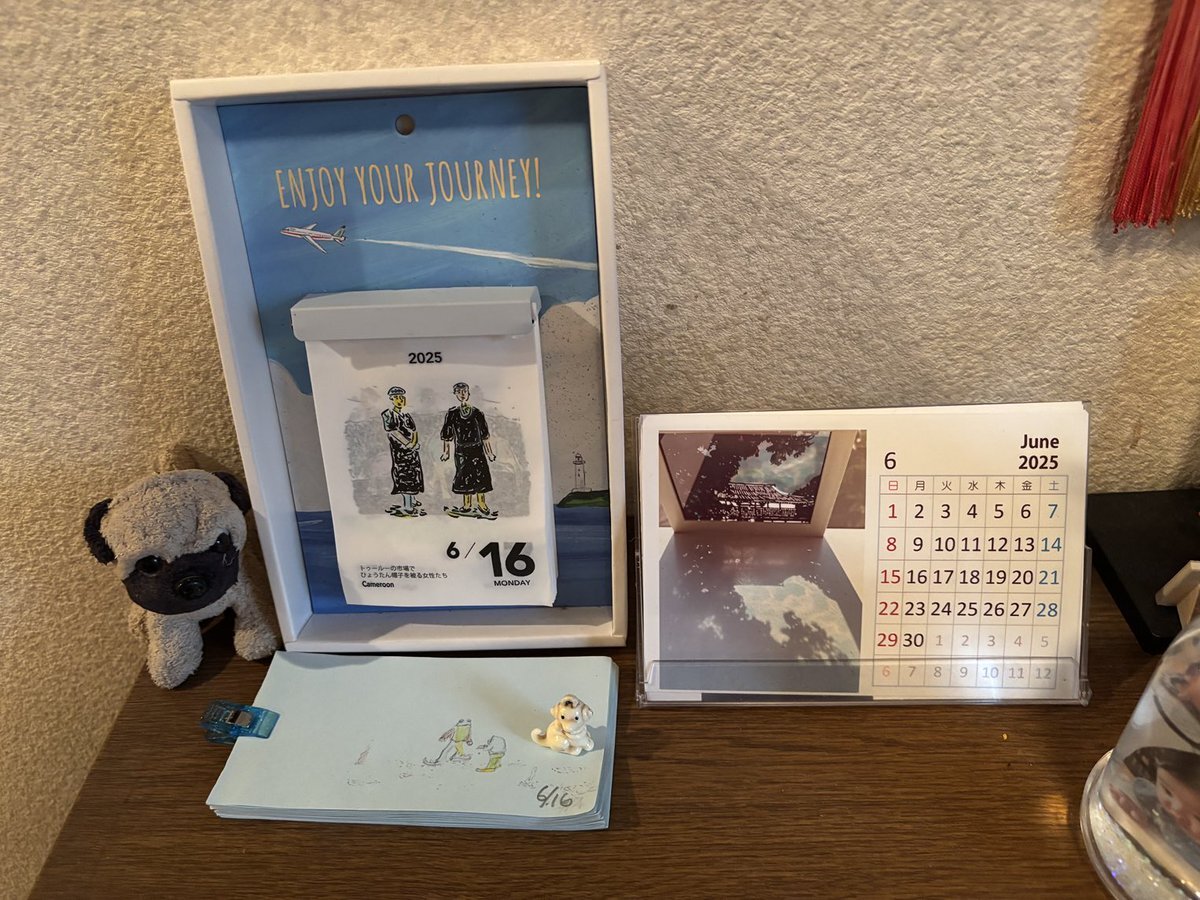 ENJOY YOUR JOURNEY!
2025
6/16
MONDAY
トゥールーの市場で
ひょうたん帽子を被る女性たち
Cameroon
6/16
6
June
2025
日 月 火 水 木 金 土
1 2 3 4 5 6 7
8 9 10 11 12 13 14
15 16 17 18 19 20 21
22 23 24 25 26 27 28
29 30 1 2 3 4 5
6 7 8 9 10 11 12